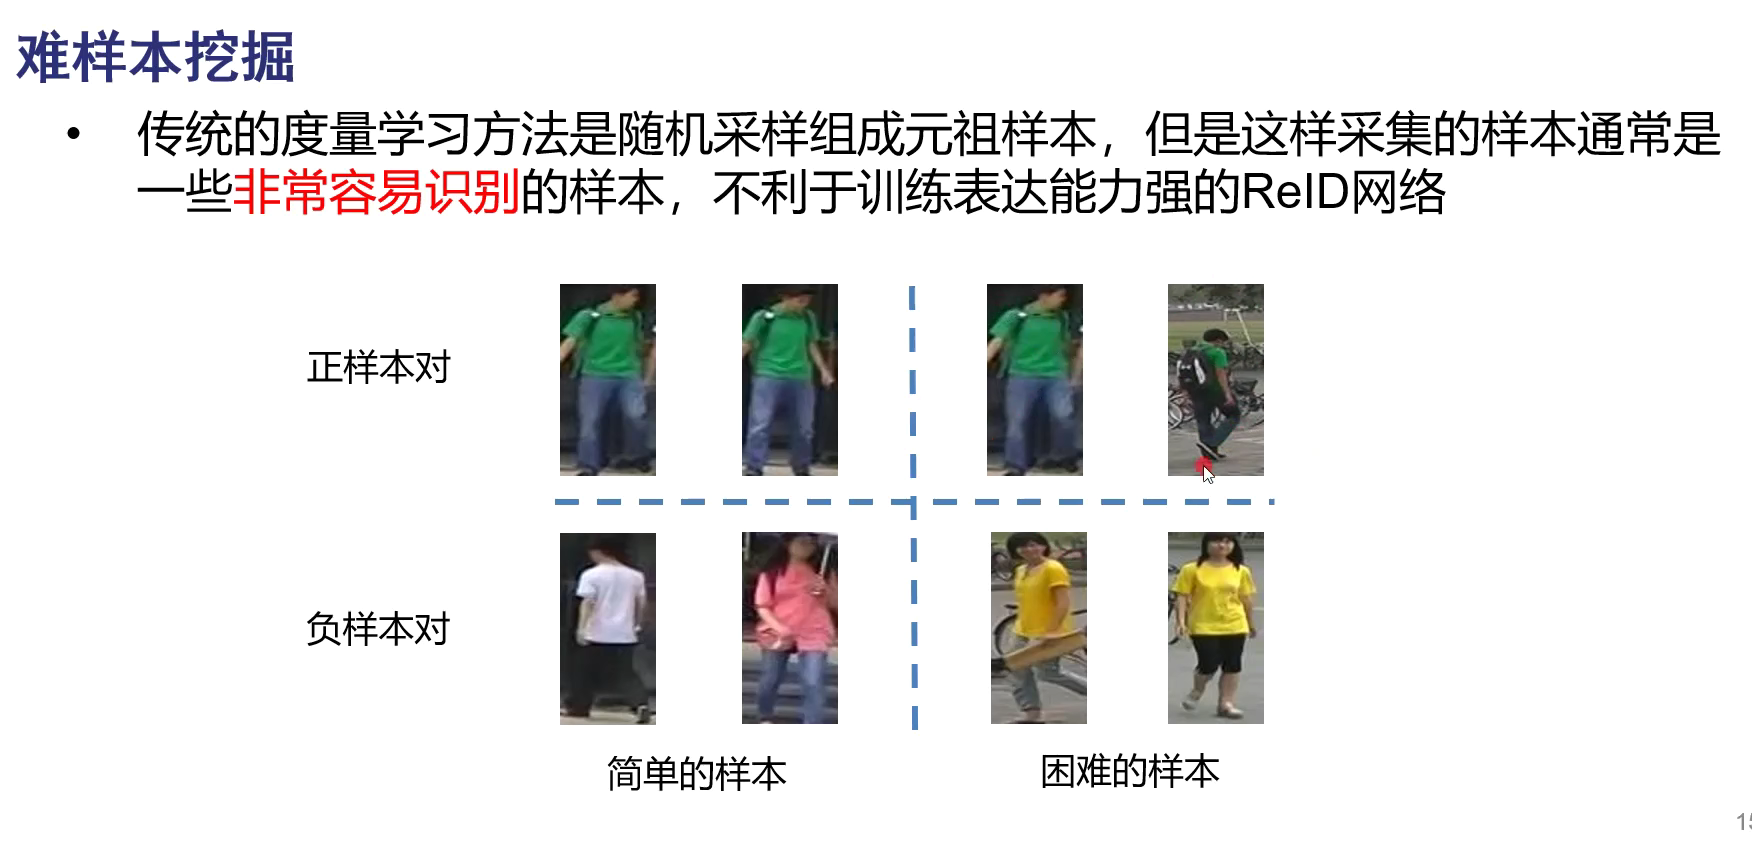 难样本挖掘
• 传统的度量学习方法是随机采样组成元祖样本，但是这样采集的样本通常是
一些非常容易识别的样本，不利于训练表达能力强的ReID网络
正样本对
负样本对
简单的样本
困难的样本
15